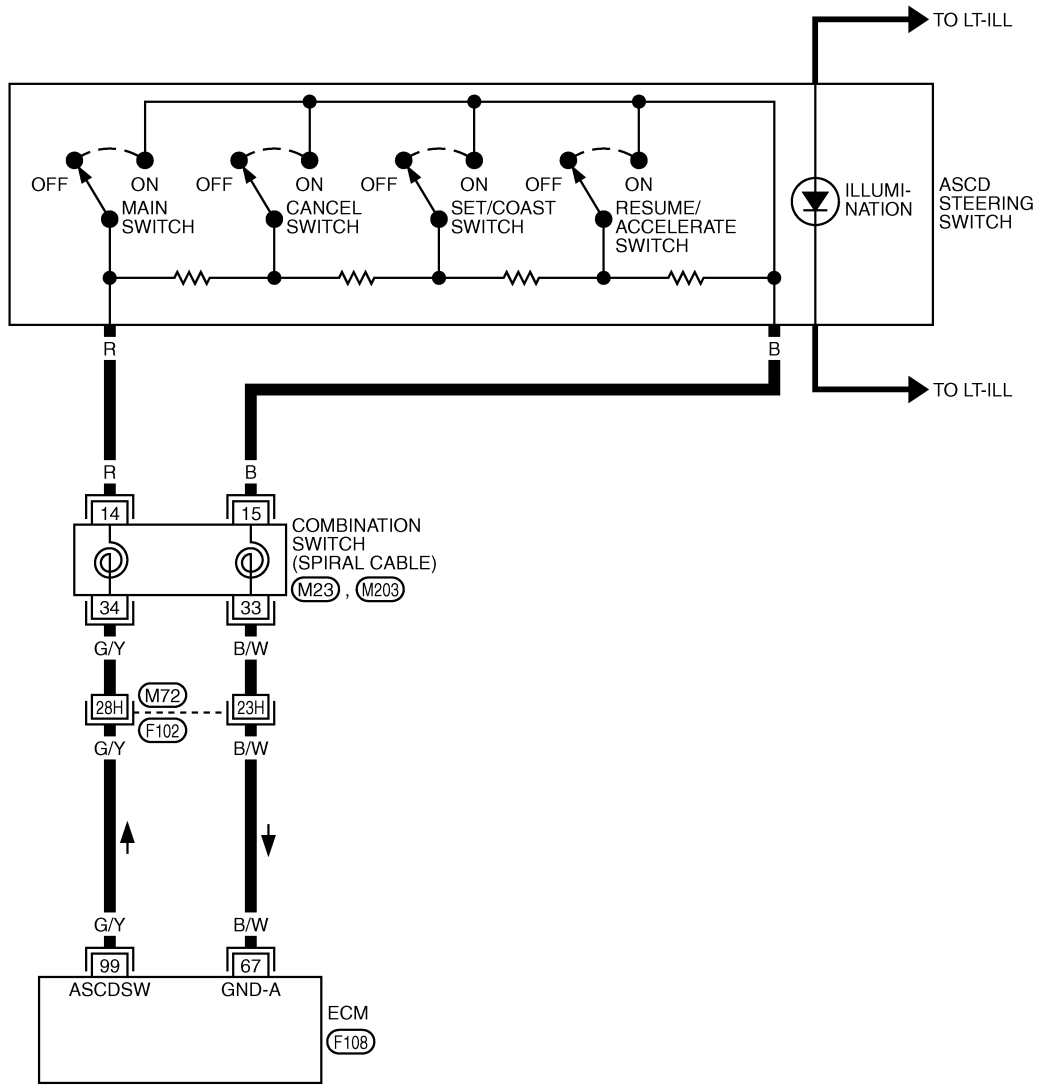 TO LT-ILL
OFF
ON
MAIN
SWITCH
OFF
ON
CANCEL
SWITCH
OFF
ON
SET/COAST
SWITCH
OFF
ON
RESUME/
ACCELERATE
SWITCH
ILLUMI-
NATION
ASCD
STEERING
SWITCH
R
B
TO LT-ILL
R
B
14
15
COMBINATION
SWITCH
(SPIRAL CABLE)
M23 , M203
34
33
G/Y
B/W
28H
M72
F102
23H
G/Y
B/W
G/Y
B/W
99
67
ASCDSW
GND-A
ECM
F108